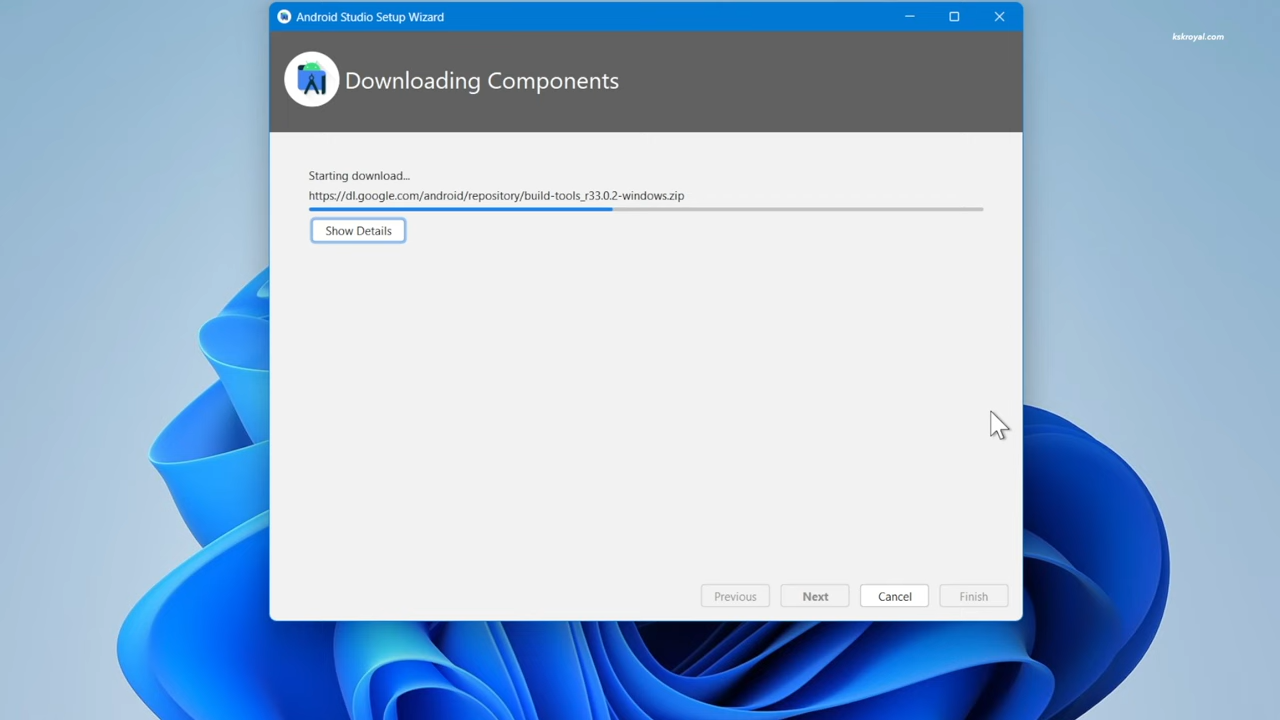 Android Studio Setup Wizard
kskroyal.com
Downloading Components
Starting download...
https://dl.google.com/android/repository/build-tools_r33.0.2-windows.zip
Show Details
Previous
Next
Cancel
Finish